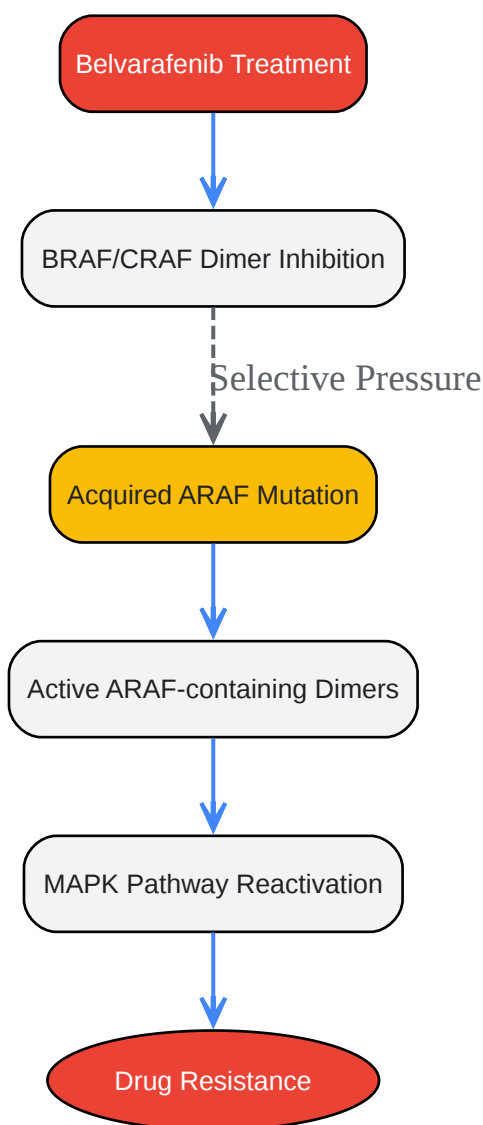 Belvarafenib Treatment
BRAF/CRAF Dimer Inhibition
Selective Pressure
Acquired ARAF Mutation
Active ARAF-containing Dimers
MAPK Pathway Reactivation
Drug Resistance